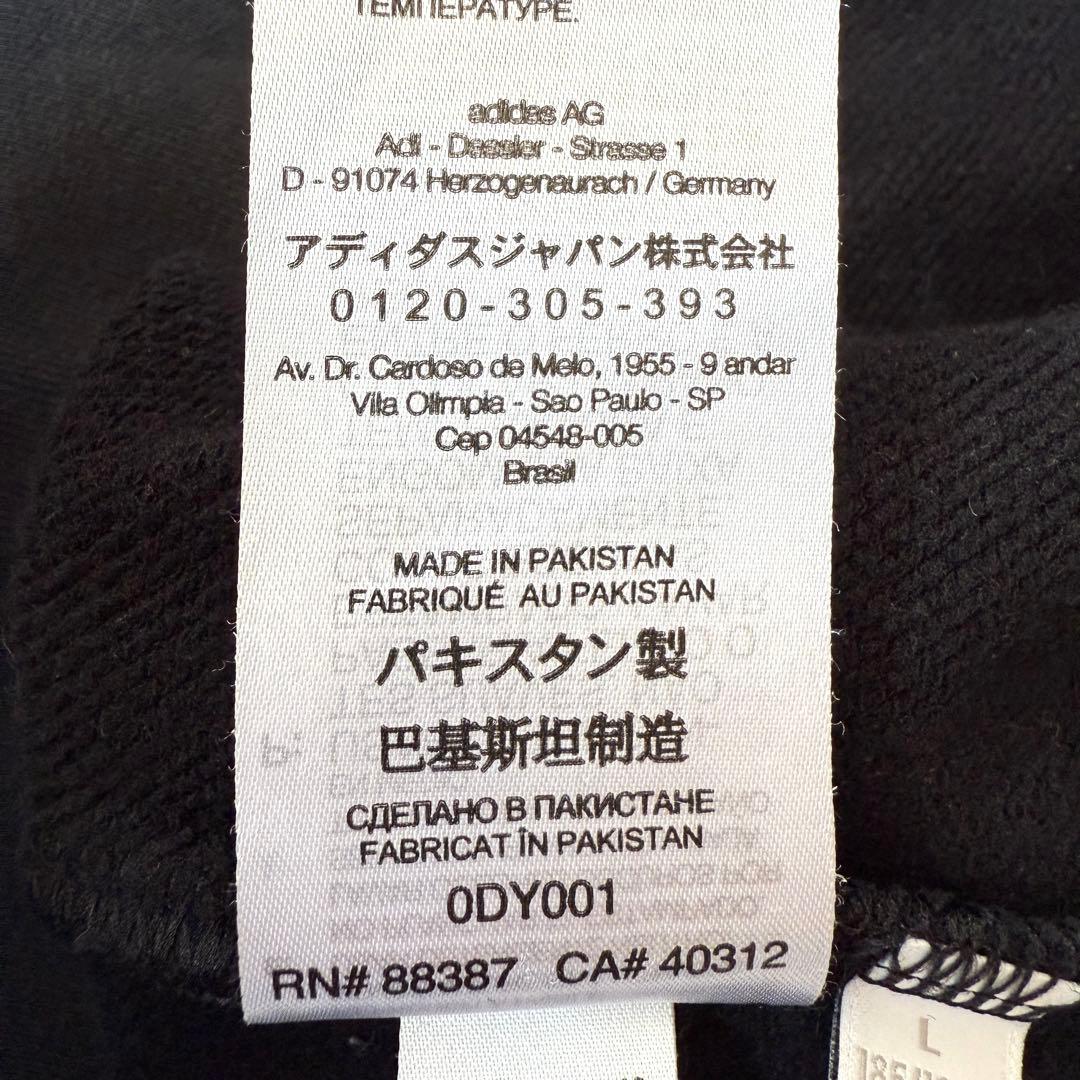 ТЕМПЕРАТУРЕ.
adidas AG
Adi - Dassler - Strasse 1
D - 91074 Herzogenaurach / Germany
アディダスジャパン株式会社
0120-305-393
Av. Dr. Cardoso de Melo, 1955 - 9 andar
Vila Olimpia - Sao Paulo - SP
Cep 04548-005
Brasil
MADE IN PAKISTAN
FABRIQUÉ AU PAKISTAN
パキスタン製
巴基斯坦制造
СДЕЛАНО В ПАКИСТАНЕ
FABRICAT ÎN PAKISTAN
0DY001
RN# 88387 CA# 40312
L